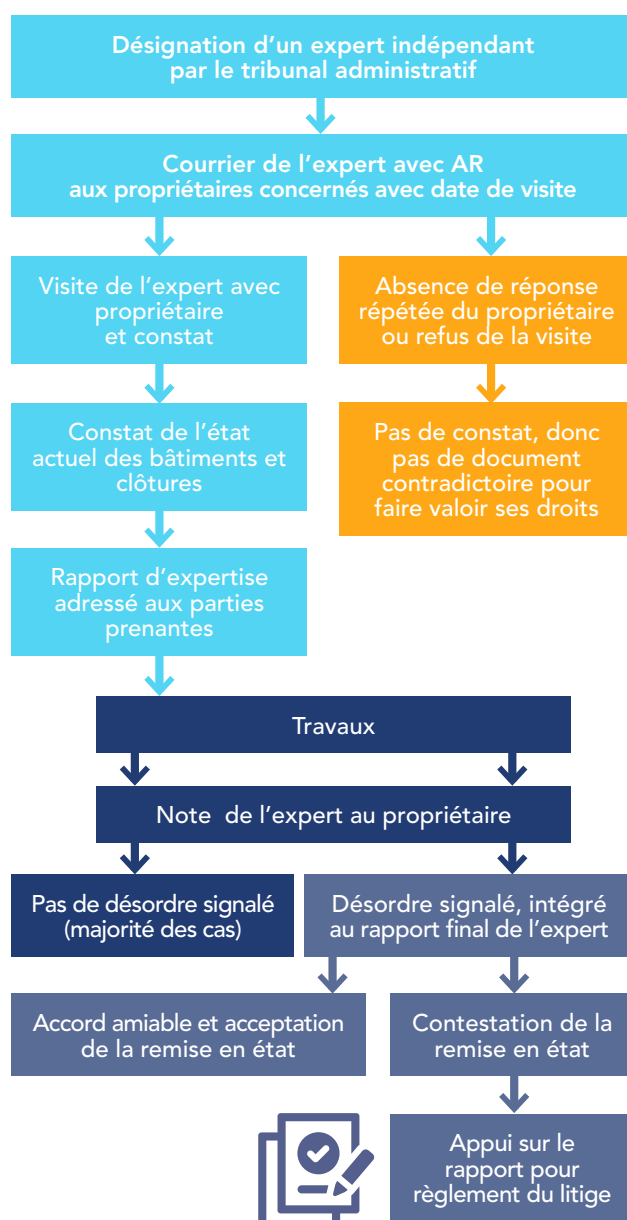 Désignation d’un expert indépendant
par le tribunal administratif
Courrier de l’expert avec AR
aux propriétaires concernés avec date de visite
Visite de l’expert avec
propriétaire
et constat
Absence de réponse
répétée du propriétaire
ou refus de la visite
Constat de l’état
actuel des bâtiments et
clôtures
Pas de constat, donc
pas de document
contradictoire pour
faire valoir ses droits
Rapport d’expertise
adressé aux parties
prenantes
Travaux
Note de l’expert au propriétaire
Pas de désordre signalé
(majorité des cas)
Désordre signalé, intégré
au rapport final de l’expert
Accord amiable et acceptation
de la remise en état
Contestation de la
remise en état
Appui sur le
rapport pour
règlement du litige